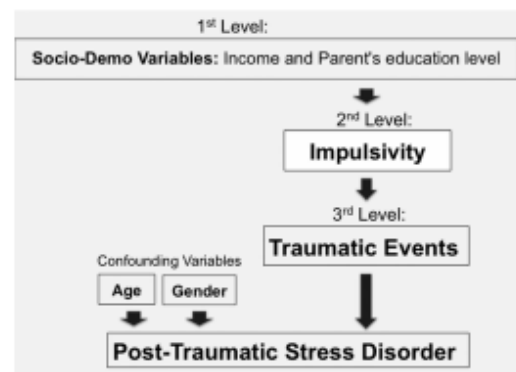 1st Level:
Socio-Demo Variables: Income and Parent's education level
2nd Level:
Impulsivity
3rd Level:
Traumatic Events
Confounding Variables
Age
Gender
Post-Traumatic Stress Disorder